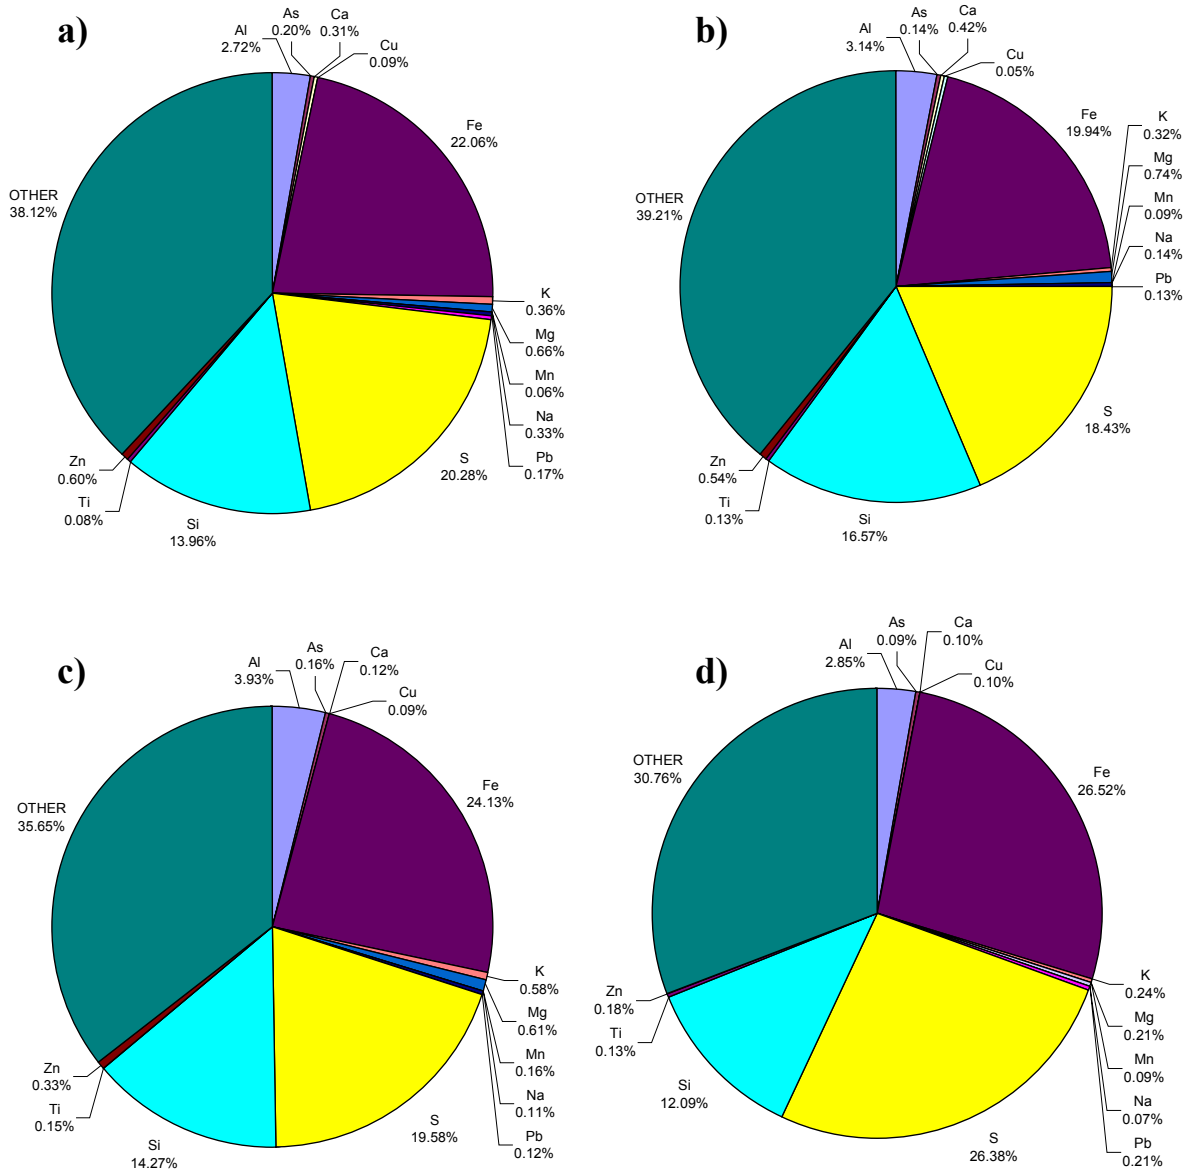 a)
Al
2.72%
As
0.20%
Ca
0.31%
Cu
0.09%
Fe
22.06%
K
0.36%
Mg
0.66%
Mn
0.06%
Na
0.33%
Pb
0.17%
S
20.28%
Si
13.96%
Ti
0.08%
Zn
0.60%
OTHER
38.12%
b)
Al
3.14%
As
0.14%
Ca
0.42%
Cu
0.05%
Fe
19.94%
K
0.32%
Mg
0.74%
Mn
0.09%
Na
0.14%
Pb
0.13%
S
18.43%
Si
16.57%
Ti
0.13%
Zn
0.54%
OTHER
39.21%
c)
Al
3.93%
As
0.16%
Ca
0.12%
Cu
0.09%
Fe
24.13%
K
0.58%
Mg
0.61%
Mn
0.16%
Na
0.11%
Pb
0.12%
S
19.58%
Si
14.27%
Ti
0.15%
Zn
0.33%
OTHER
35.65%
d)
Al
2.85%
As
0.09%
Ca
0.10%
Cu
0.10%
Fe
26.52%
K
0.24%
Mg
0.21%
Mn
0.09%
Na
0.07%
Pb
0.21%
S
26.38%
Si
12.09%
Ti
0.13%
Zn
0.18%
OTHER
30.76%